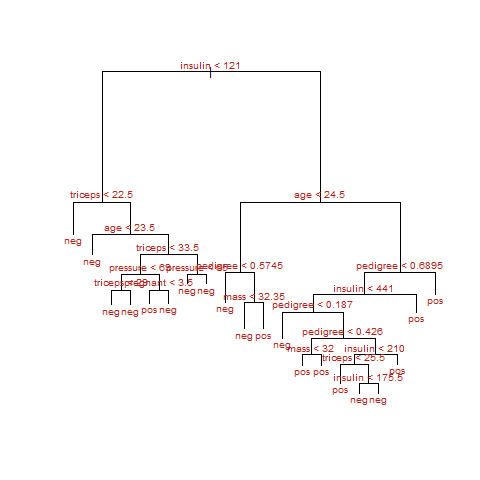 insulin < 121
triceps < 22.5
age < 24.5
neg
age < 23.5
neg
triceps < 33.5
pressure < 
pressure < 
pedigree < 0.5745
pedigree < 0.6895
triceps < 
pregnant < 3.5
neg neg
insulin < 441
neg neg pos neg
mass < 32.35
pos
neg
pedigree < 0.187
pos
neg pos
pedigree < 0.426
neg
mass < 32
insulin < 210
triceps < 25.5
pos pos
pos
insulin < 175.5
pos
neg neg